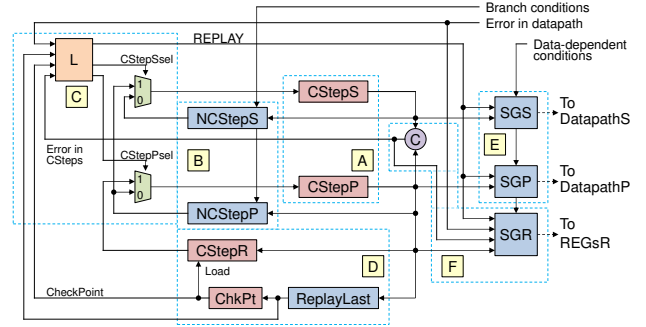 Branch conditions
Error in datapath
REPLAY
Data-dependent
conditions
L
CStepSsel
C
1
0
CStepS
NCStepS
C
SGS
To
DatapathS
E
Error in
CSteps
CStepPsel
B
A
1
0
CStepP
SGP
To
DatapathP
NCStepP
SGR
To
REGsR
CStepR
D
F
Load
CheckPoint
ChkPt
ReplayLast